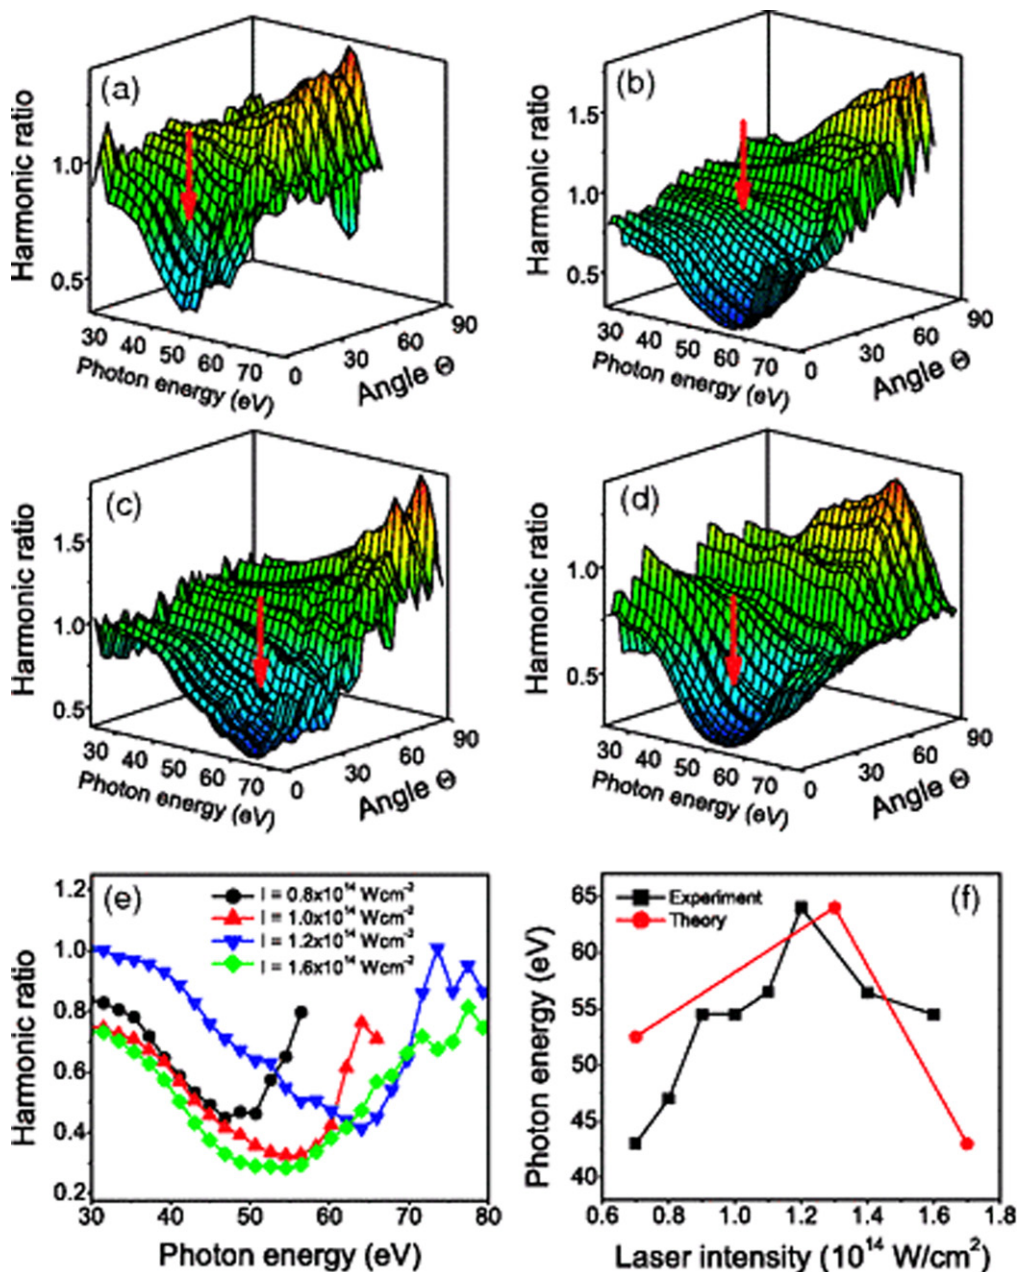 (a)
Harmonic ratio
1.0
0.5
30 40 50 60 70
Photon energy (eV)
0 30 60 90
Angle Θ
(b)
Harmonic ratio
1.5
1.0
0.5
30 40 50 60 70
Photon energy (eV)
0 30 60 90
Angle Θ
(c)
Harmonic ratio
1.5
1.0
0.5
30 40 50 60 70
Photon energy (eV)
0 30 60 90
Angle Θ
(d)
Harmonic ratio
1.0
0.5
30 40 50 60 70
Photon energy (eV)
0 30 60 90
Angle Θ
(e)
Harmonic ratio
1.2
1.0
0.8
0.6
0.4
0.2
I = 0.8x10¹⁴ Wcm⁻²
I = 1.0x10¹⁴ Wcm⁻²
I = 1.2x10¹⁴ Wcm⁻²
I = 1.6x10¹⁴ Wcm⁻²
30 40 50 60 70 80
Photon energy (eV)
(f)
Photon energy (eV)
65
60
55
50
45
40
Experiment
Theory
0.6 0.8 1.0 1.2 1.4 1.6 1.8
Laser intensity (10¹⁴ W/cm²)